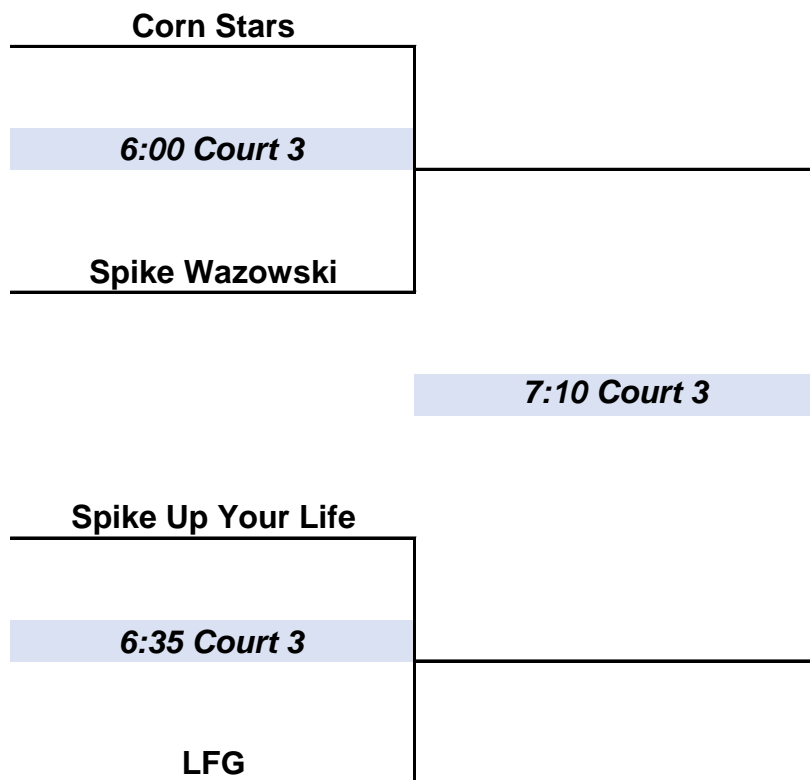 Corn Stars
6:00 Court 3
Spike Wazowski
7:10 Court 3
Spike Up Your Life
6:35 Court 3
LFG